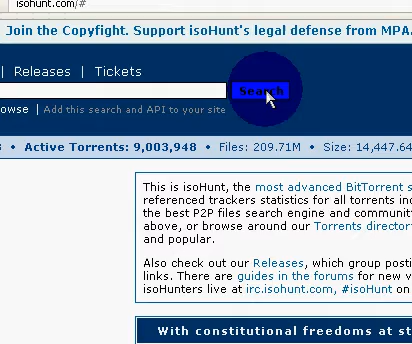 isohunt.com/#
Join the Copyfight. Support isoHunt's legal defense from MPA
| Releases | Tickets
Search
owse | Add this search and API to your site
• Active Torrents: 9,003,948 • Files: 209.71M • Size: 14,447.64
This is isoHunt, the most advanced BitTorrent s
referenced trackers statistics for all torrents in
the best P2P files search engine and communit
above, or browse around our Torrents director
and popular.
Also check out our Releases, which group posti
links. There are guides in the forums for new v
isoHunters live at irc.isohunt.com, #isoHunt on
With constitutional freedoms at st